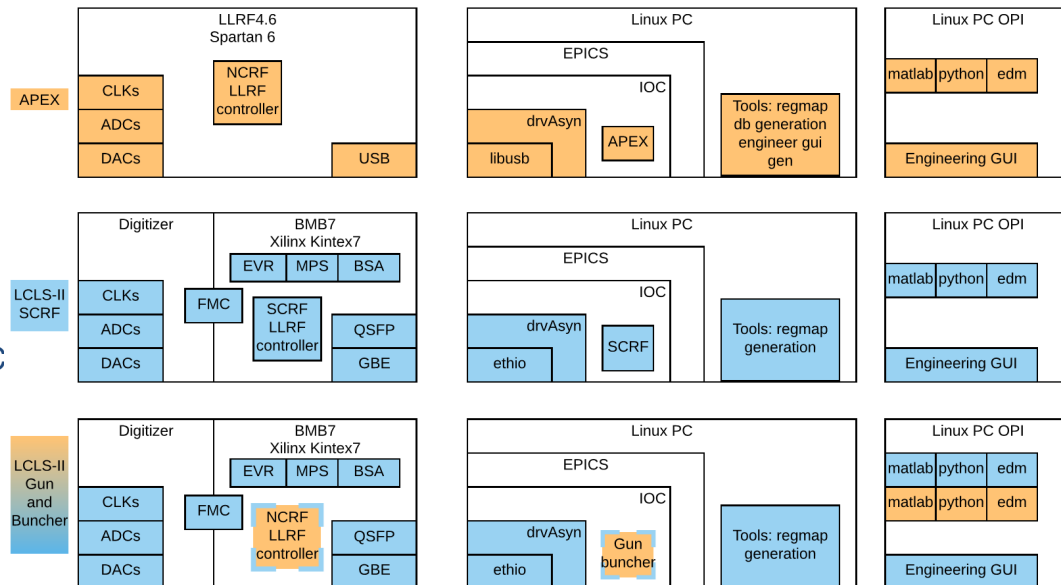 APEX
LLRF4.6
Spartan 6
CLKs
ADCs
DACs
NCRF
LLRF
controller
USB
Linux PC
EPICS
IOC
drvAsyn
libusb
APEX
Tools: regmap
db generation
engineer gui
gen
Linux PC OPI
matlab python edm
Engineering GUI
LCLS-II
SCRF
Digitizer
CLKs
ADCs
DACs
FMC
BMB7
Xilinx Kintex7
EVR MPS BSA
SCRF
LLRF
controller
QSFP
GBE
Linux PC
EPICS
IOC
drvAsyn
ethio
SCRF
Tools: regmap
generation
Linux PC OPI
matlab python edm
Engineering GUI
LCLS-II
Gun
and
Buncher
Digitizer
CLKs
ADCs
DACs
FMC
BMB7
Xilinx Kintex7
EVR MPS BSA
NCRF
LLRF
controller
QSFP
GBE
Linux PC
EPICS
IOC
drvAsyn
ethio
Gun
buncher
Tools: regmap
generation
Linux PC OPI
matlab python edm
matlab python edm
Engineering GUI